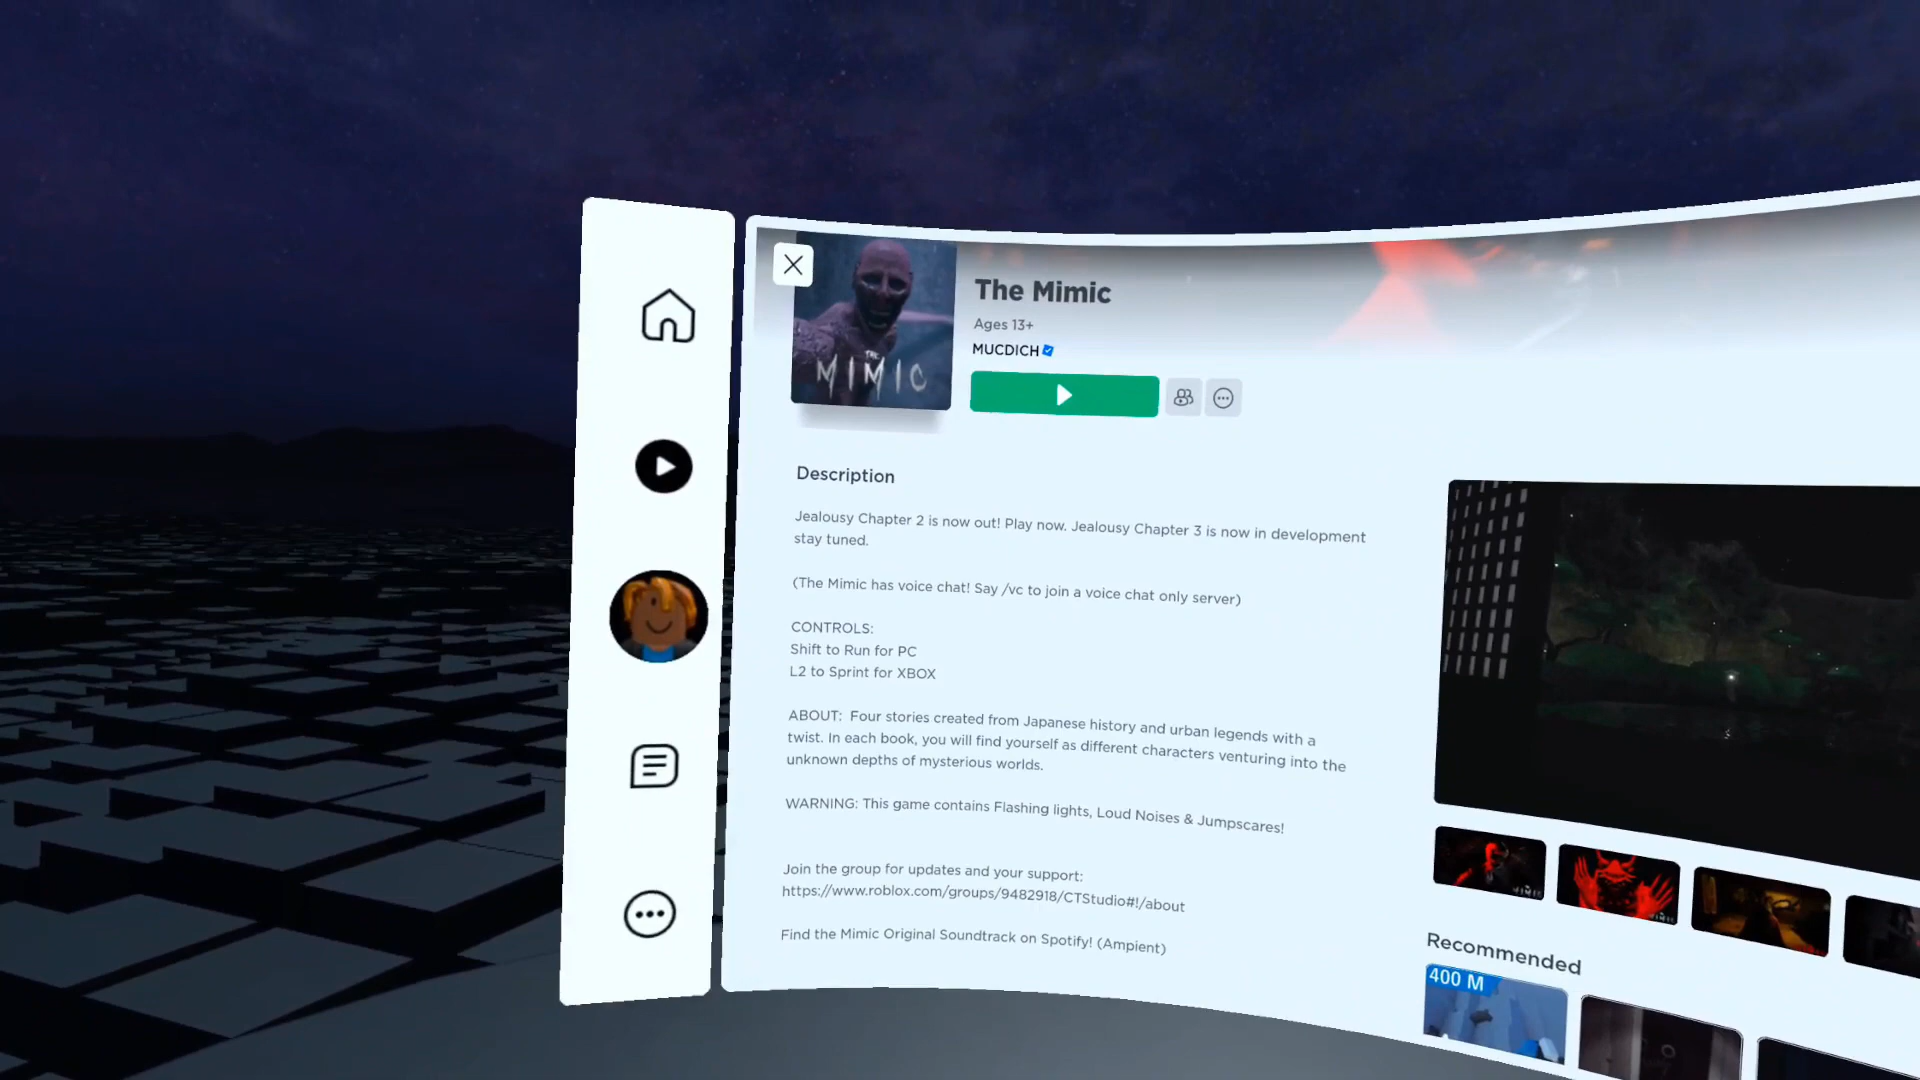 The Mimic
Ages 13+
MUCDICH
THE
MIMIC
Description
Jealousy Chapter 2 is now out! Play now. Jealousy Chapter 3 is now in development
stay tuned.
(The Mimic has voice chat! Say /vc to join a voice chat only server)
CONTROLS:
Shift to Run for PC
L2 to Sprint for XBOX
ABOUT: Four stories created from Japanese history and urban legends with a
twist. In each book, you will find yourself as different characters venturing into the
unknown depths of mysterious worlds.
WARNING: This game contains Flashing lights, Loud Noises & Jumpscares!
Join the group for updates and your support:
https://www.roblox.com/groups/9482918/CTStudio#!/about
Find the Mimic Original Soundtrack on Spotify! (Ampient)
Recommended
400 M